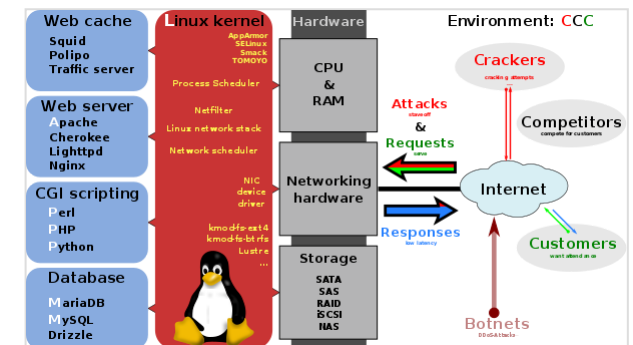 Web cache
Squid
Polipo
Traffic server
Web server
Apache
Cherokee
Lighttpd
Nginx
CGI scripting
Perl
PHP
Python
Database
MariaDB
MySQL
Drizzle
Linux kernel
AppArmor
SELinux
Smack
TOMOYO
Process Scheduler
Netfilter
Linux network stack
Network scheduler
NIC
device
driver
kmod-fs-ext4
kmod-fs-btrfs
Lustre
...
Hardware
CPU
&
RAM
Networking
hardware
Storage
SATA
SAS
RAID
iSCSI
NAS
Environment: CCC
Attacks
stave off
&
Requests
serve
Responses
low latency
Crackers
cracking attempts
Competitors
compete for customers
Internet
Customers
want attendance
Botnets
DDoS-Attacks